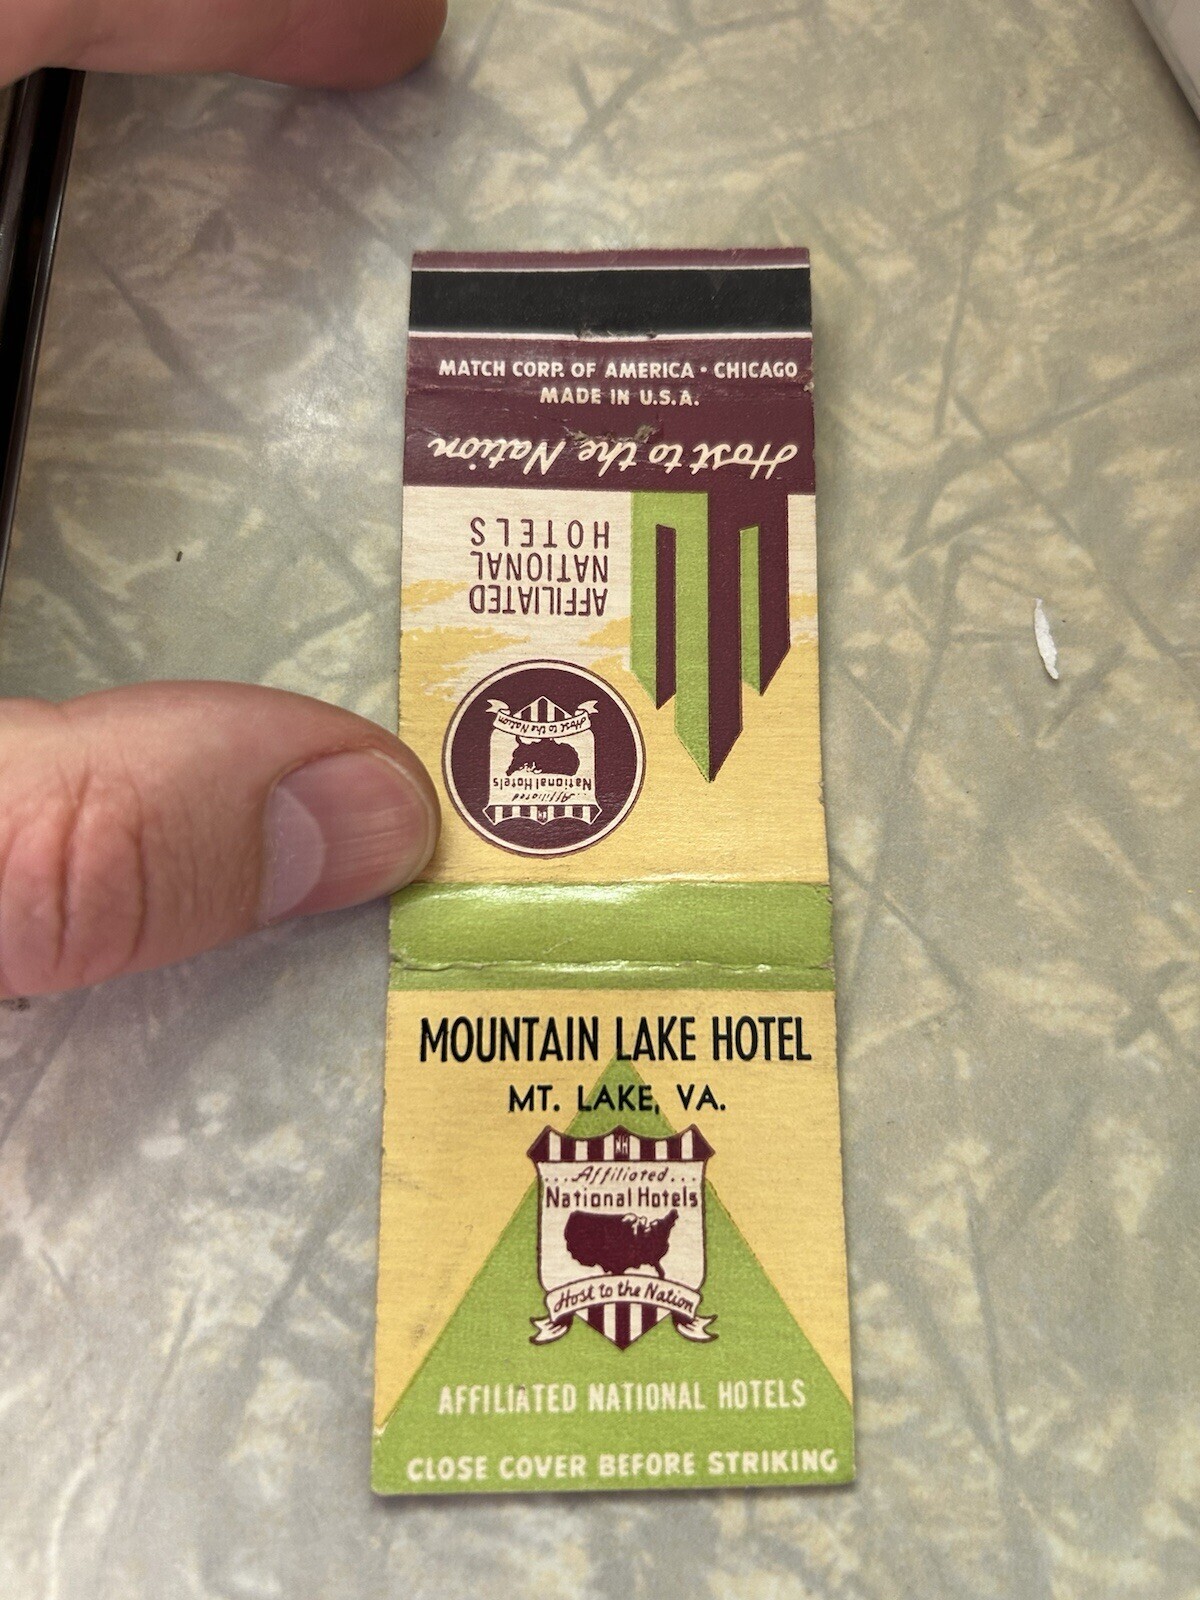 MATCH CORP. OF AMERICA • CHICAGO
MADE IN U.S.A.
Host to the Nation
AFFILIATED
NATIONAL
HOTELS
NH
...Affiliated...
National Hotels
Host to the Nation
MOUNTAIN LAKE HOTEL
MT. LAKE, VA.
NH
...Affiliated...
National Hotels
Host to the Nation
AFFILIATED NATIONAL HOTELS
CLOSE COVER BEFORE STRIKING